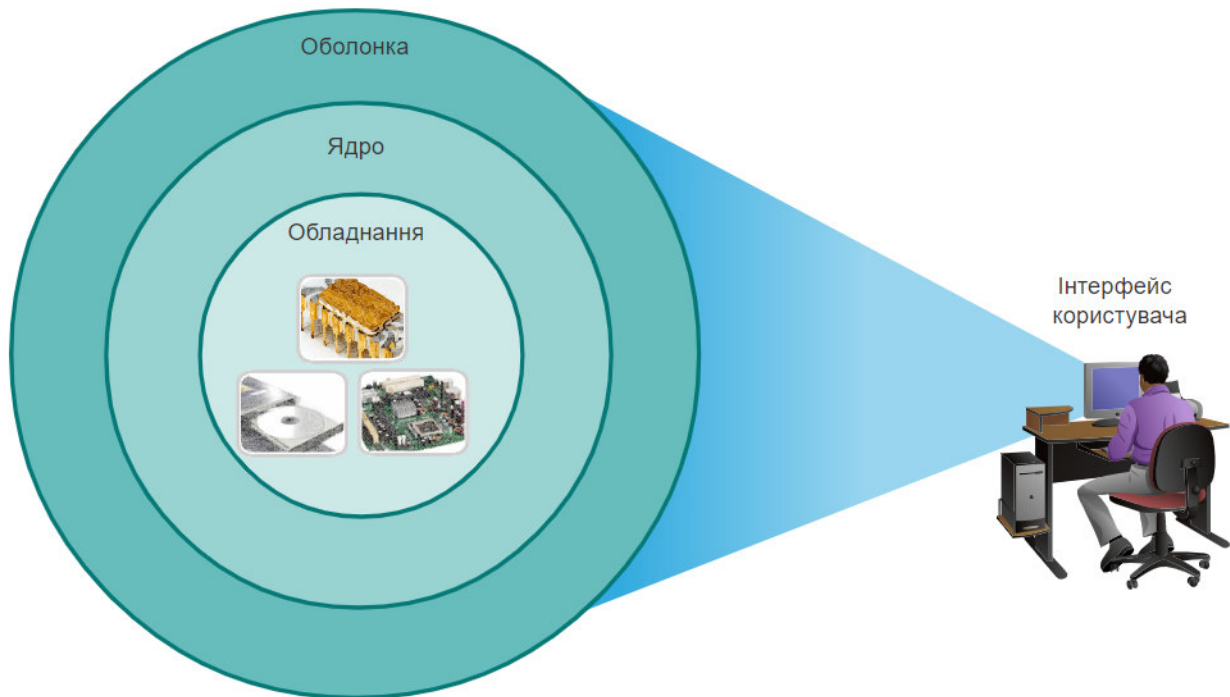 Оболонка
Ядро
Обладнання
Інтерфейс
користувача